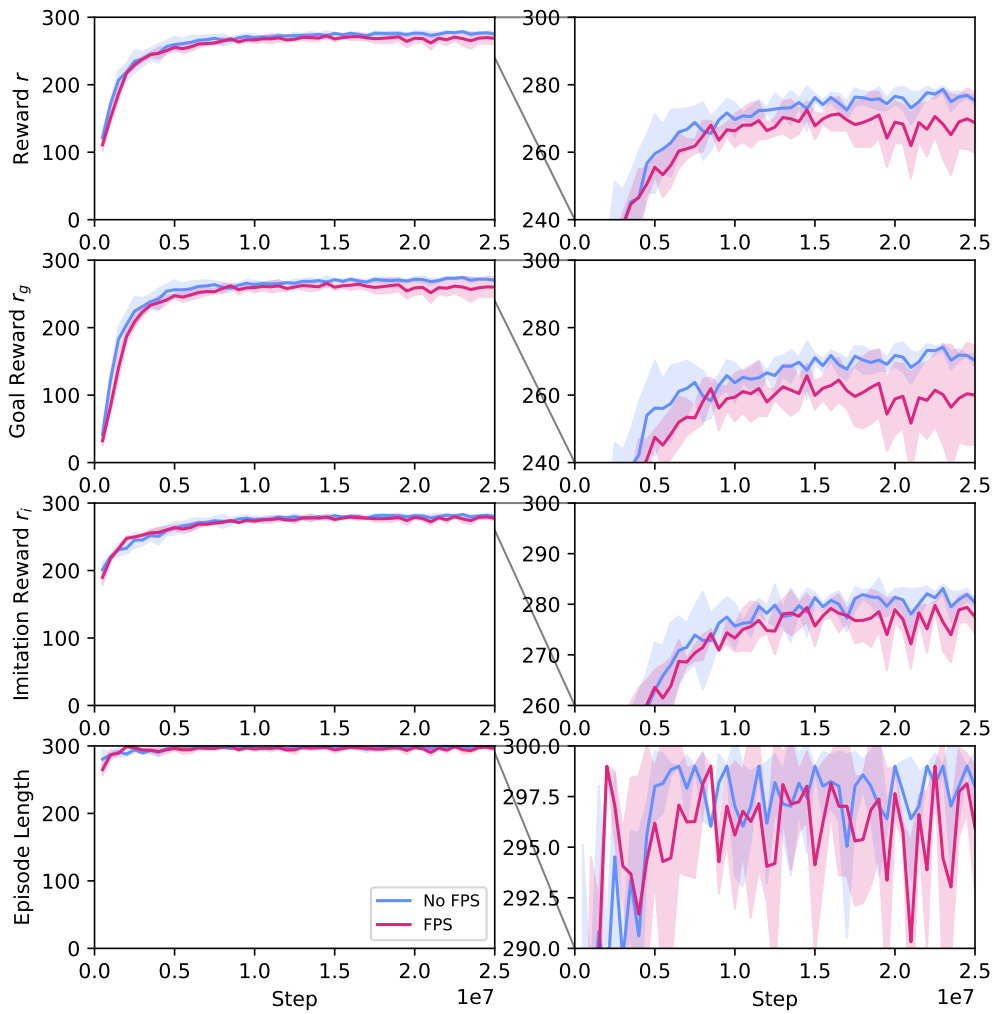 300
200
100
0
Reward r
0.0 0.5 1.0 1.5 2.0 2.5
300
280
260
240
0.0 0.5 1.0 1.5 2.0 2.5
300
200
100
0
Goal Reward r_g
0.0 0.5 1.0 1.5 2.0 2.5
300
280
260
240
0.0 0.5 1.0 1.5 2.0 2.5
300
200
100
0
Imitation Reward r_i
0.0 0.5 1.0 1.5 2.0 2.5
300
290
280
270
260
0.0 0.5 1.0 1.5 2.0 2.5
300
200
100
0
Episode Length
No FPS
FPS
0.0 0.5 1.0 1.5 2.0 2.5
Step
1e7
300.0
297.5
295.0
292.5
290.0
0.0 0.5 1.0 1.5 2.0 2.5
Step
1e7